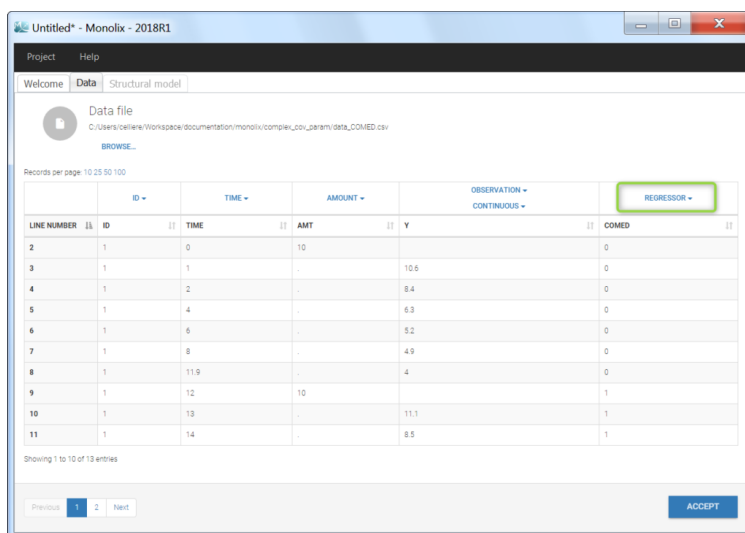 Untitled* - Monolix - 2018R1
Project Help
Welcome Data Structural model
Data file
C:/Users/celliere/Workspace/documentation/monolix/complex_cov_param/data_COMED.csv
BROWSE...
Records per page: 10 25 50 100
ID TIME AMOUNT OBSERVATION REGRESSOR
CONTINUOUS
LINE NUMBER ID TIME AMT Y COMED
2 1 0 10 0
3 1 1 . 10.6 0
4 1 2 . 8.4 0
5 1 4 . 6.3 0
6 1 6 . 5.2 0
7 1 8 . 4.9 0
8 1 11.9 . 4 0
9 1 12 10 1
10 1 13 . 11.1 1
11 1 14 . 8.5 1
Showing 1 to 10 of 13 entries
Previous 1 2 Next
ACCEPT